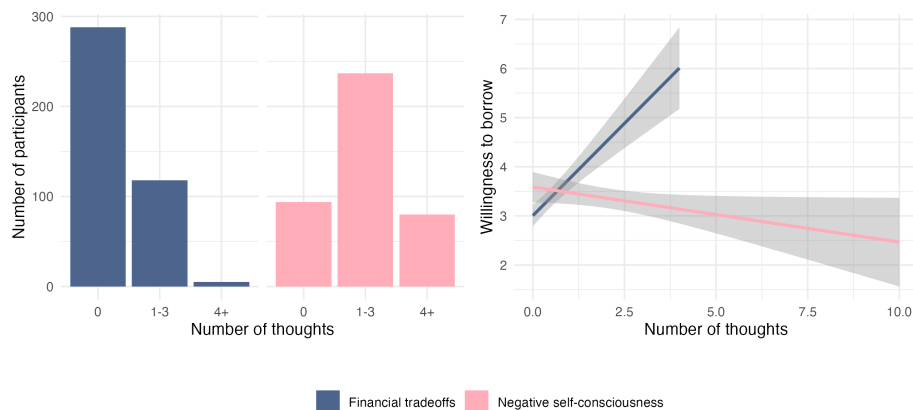 Number of participants
300
200
100
0
0 1-3 4+ 0 1-3 4+
Number of thoughts
Willingness to borrow
7
6
5
4
3
2
0.0 2.5 5.0 7.5 10.0
Number of thoughts
Financial tradeoffs Negative self-consciousness